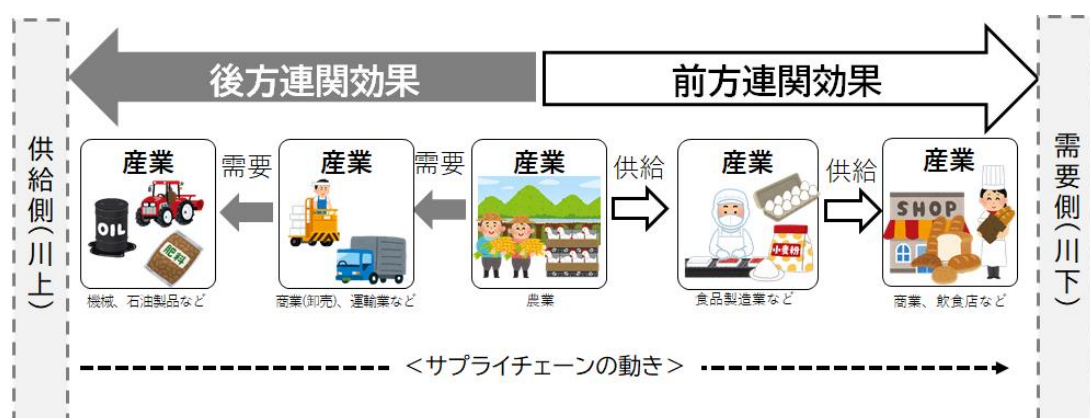 後方連関効果
前方連関効果
供給側(川上)
産業
OIL
肥料
機械、石油製品など
需要
産業
商業(卸売)、運輸業など
需要
産業
農業
供給
産業
小麦粉
食品製造業など
供給
産業
SHOP
商業、飲食店など
需要側(川下)
＜サプライチェーンの動き＞